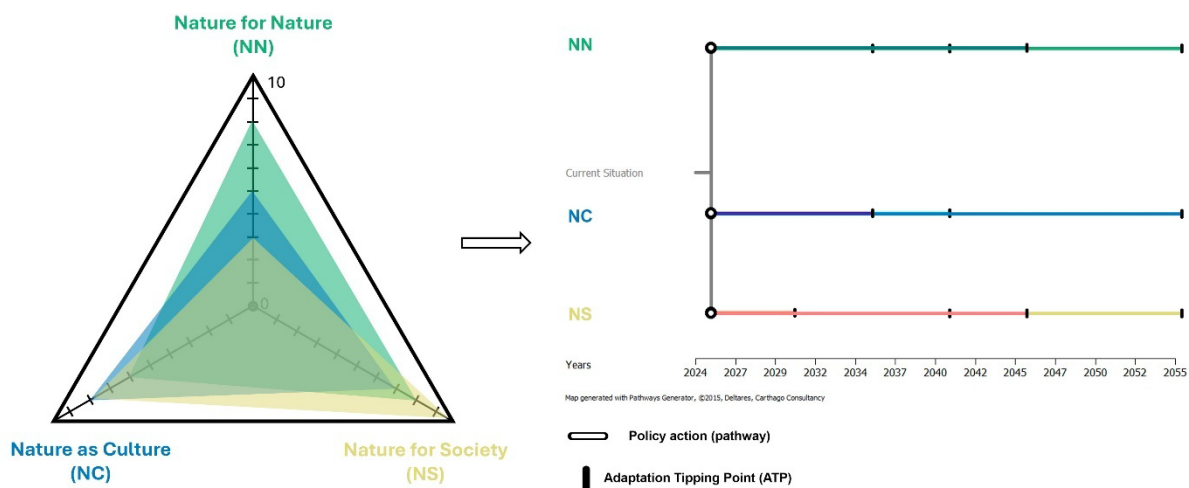 Nature for Nature
(NN)
10
0
Nature as Culture
(NC)
Nature for Society
(NS)
NN
Current Situation
NC
NS
Years
2024 2027 2029 2032 2034 2037 2040 2042 2045 2047 2050 2052 2055
Map generated with Pathways Generator, ©2015, Deltares, Carthago Consultancy
Policy action (pathway)
Adaptation Tipping Point (ATP)